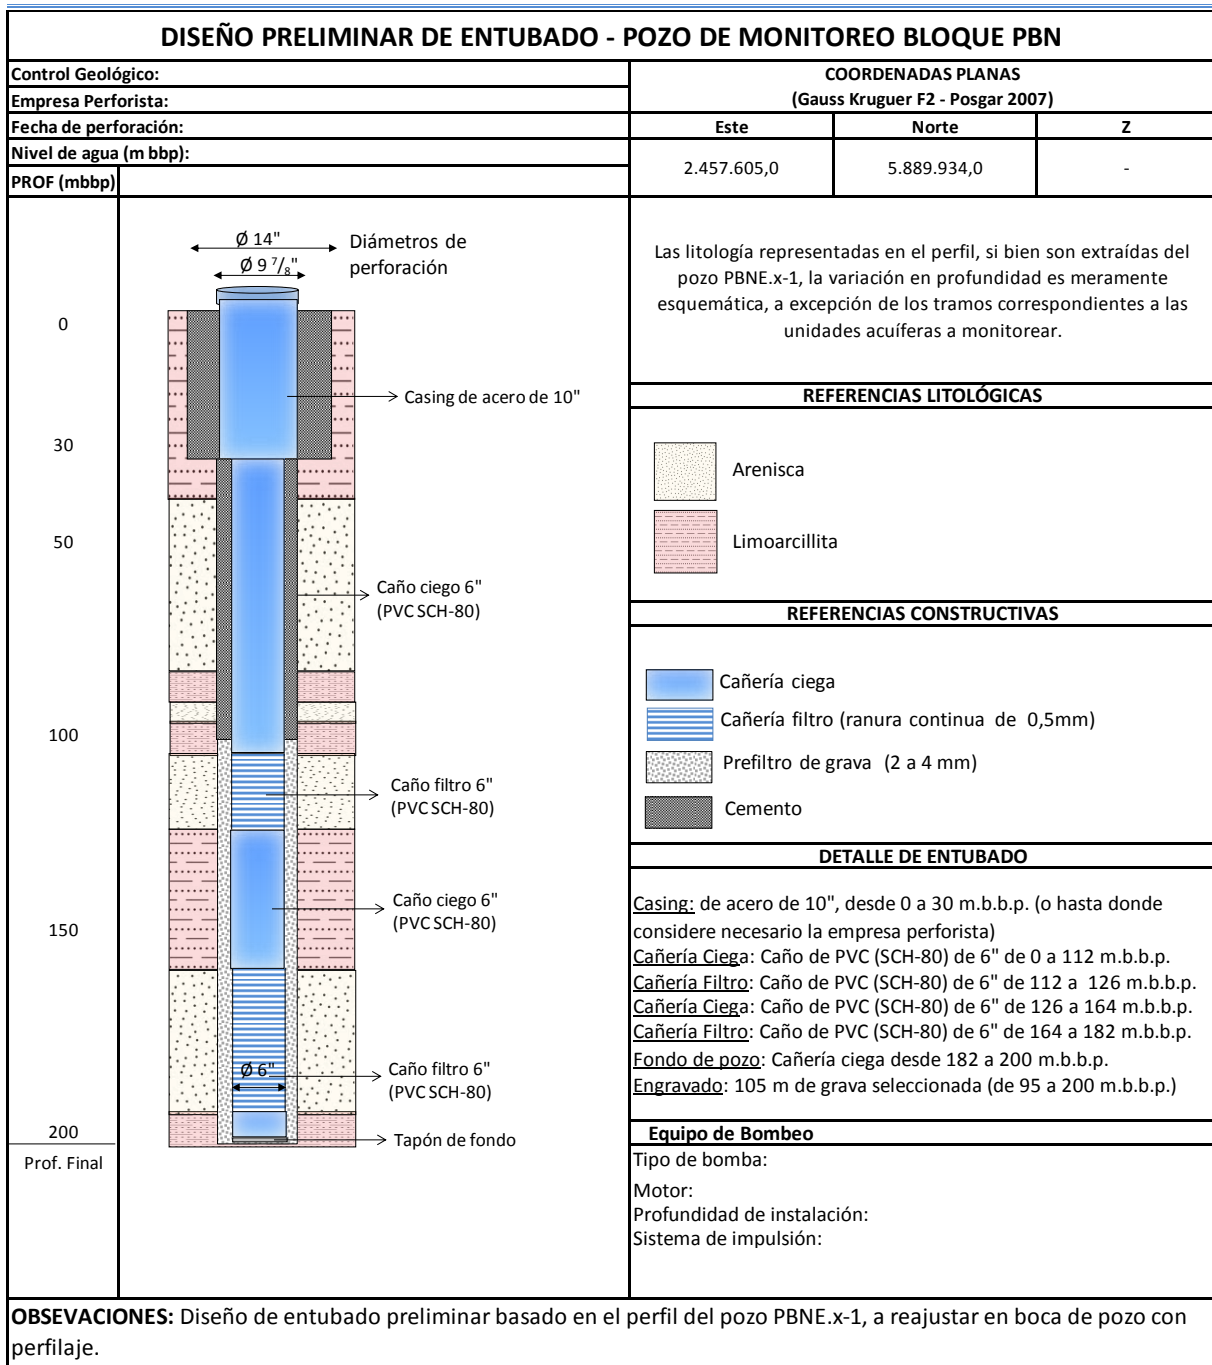 DISEÑO PRELIMINAR DE ENTUBADO - POZO DE MONITOREO BLOQUE PBN
Control Geológico:
Empresa Perforista:
Fecha de perforación:
Nivel de agua (m bbp):
PROF (mbbp)
COORDENADAS PLANAS
(Gauss Kruguer F2 - Posgar 2007)
Este
Norte
Z
2.457.605,0
5.889.934,0
-
Ø 14"
Ø 9 7/8"
Diámetros de
perforación
0
30
50
100
150
200
Prof. Final
Casing de acero de 10"
Caño ciego 6"
(PVC SCH-80)
Caño filtro 6"
(PVC SCH-80)
Caño ciego 6"
(PVC SCH-80)
Ø 6"
Caño filtro 6"
(PVC SCH-80)
Tapón de fondo
Las litología representadas en el perfil, si bien son extraídas del
pozo PBNE.x-1, la variación en profundidad es meramente
esquemática, a excepción de los tramos correspondientes a las
unidades acuíferas a monitorear.
REFERENCIAS LITOLÓGICAS
Arenisca
Limoarcillita
REFERENCIAS CONSTRUCTIVAS
Cañería ciega
Cañería filtro (ranura continua de 0,5mm)
Prefiltro de grava (2 a 4 mm)
Cemento
DETALLE DE ENTUBADO
Casing: de acero de 10", desde 0 a 30 m.b.b.p. (o hasta donde
considere necesario la empresa perforista)
Cañería Ciega: Caño de PVC (SCH-80) de 6" de 0 a 112 m.b.b.p.
Cañería Filtro: Caño de PVC (SCH-80) de 6" de 112 a 126 m.b.b.p.
Cañería Ciega: Caño de PVC (SCH-80) de 6" de 126 a 164 m.b.b.p.
Cañería Filtro: Caño de PVC (SCH-80) de 6" de 164 a 182 m.b.b.p.
Fondo de pozo: Cañería ciega desde 182 a 200 m.b.b.p.
Engravado: 105 m de grava seleccionada (de 95 a 200 m.b.b.p.)
Equipo de Bombeo
Tipo de bomba:
Motor:
Profundidad de instalación:
Sistema de impulsión:
OBSEVACIONES: Diseño de entubado preliminar basado en el perfil del pozo PBNE.x-1, a reajustar en boca de pozo con
perfilaje.